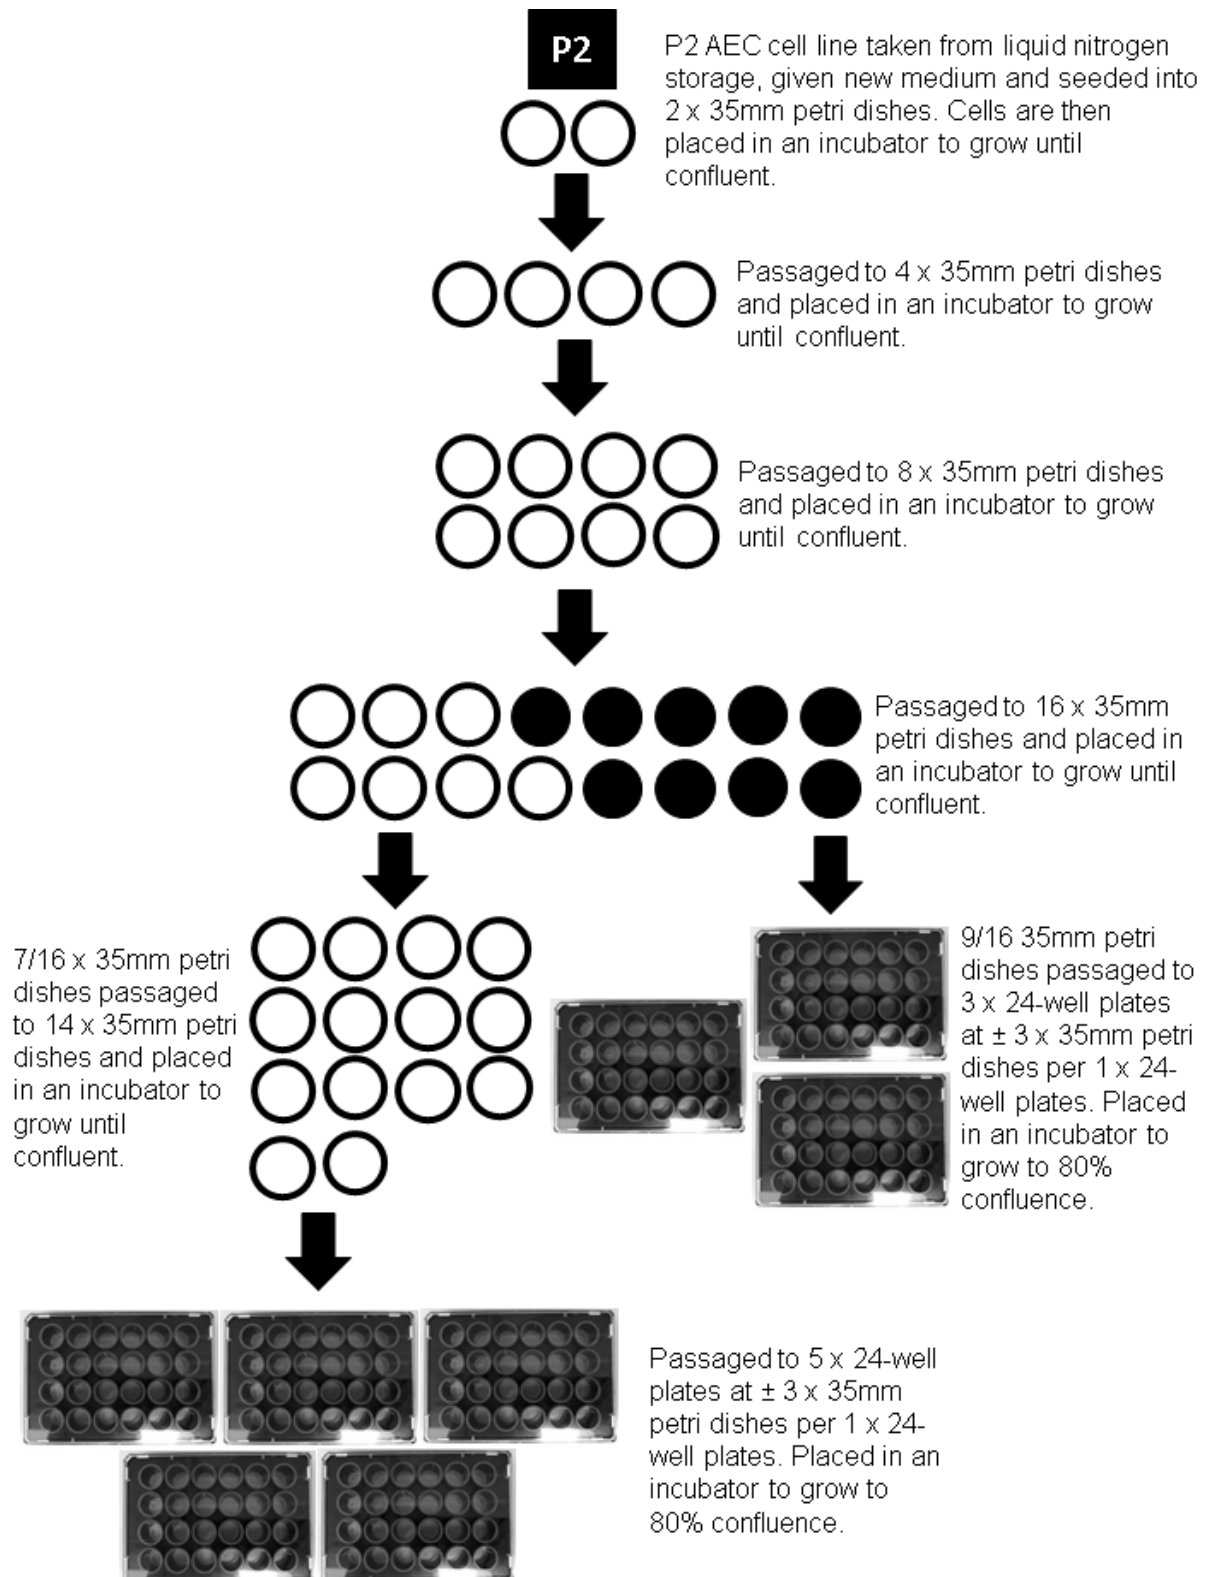 P2
P2 AEC cell line taken from liquid nitrogen
storage, given new medium and seeded into
2 x 35mm petri dishes. Cells are then
placed in an incubator to grow until
confluent.
Passaged to 4 x 35mm petri dishes
and placed in an incubator to grow
until confluent.
Passaged to 8 x 35mm petri dishes
and placed in an incubator to grow
until confluent.
Passaged to 16 x 35mm
petri dishes and placed in
an incubator to grow until
confluent.
7/16 x 35mm petri
dishes passaged
to 14 x 35mm petri
dishes and placed
in an incubator to
grow until
confluent.
9/16 35mm petri
dishes passaged to
3 x 24-well plates
at ± 3 x 35mm petri
dishes per 1 x 24-
well plates. Placed
in an incubator to
grow to 80%
confluence.
Passaged to 5 x 24-well
plates at ± 3 x 35mm
petri dishes per 1 x 24-
well plates. Placed in an
incubator to grow to
80% confluence.